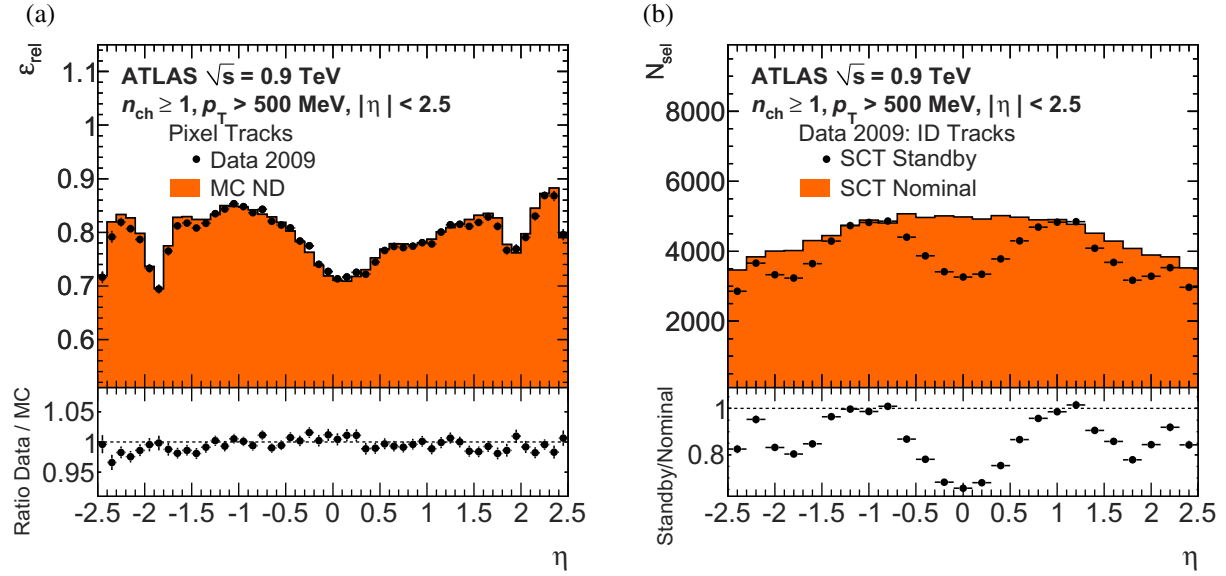 (a)
ε_rel
1.1
1
0.9
0.8
0.7
0.6
ATLAS √s = 0.9 TeV
n_ch ≥ 1, p_T > 500 MeV, |η| < 2.5
Pixel Tracks
Data 2009
MC ND
Ratio Data / MC
1.05
1
0.95
-2.5 -2 -1.5 -1 -0.5 0 0.5 1 1.5 2 2.5
η
(b)
N_sel
8000
6000
4000
2000
ATLAS √s = 0.9 TeV
n_ch ≥ 1, p_T > 500 MeV, |η| < 2.5
Data 2009: ID Tracks
SCT Standby
SCT Nominal
Standby/Nominal
1
0.8
-2.5 -2 -1.5 -1 -0.5 0 0.5 1 1.5 2 2.5
η